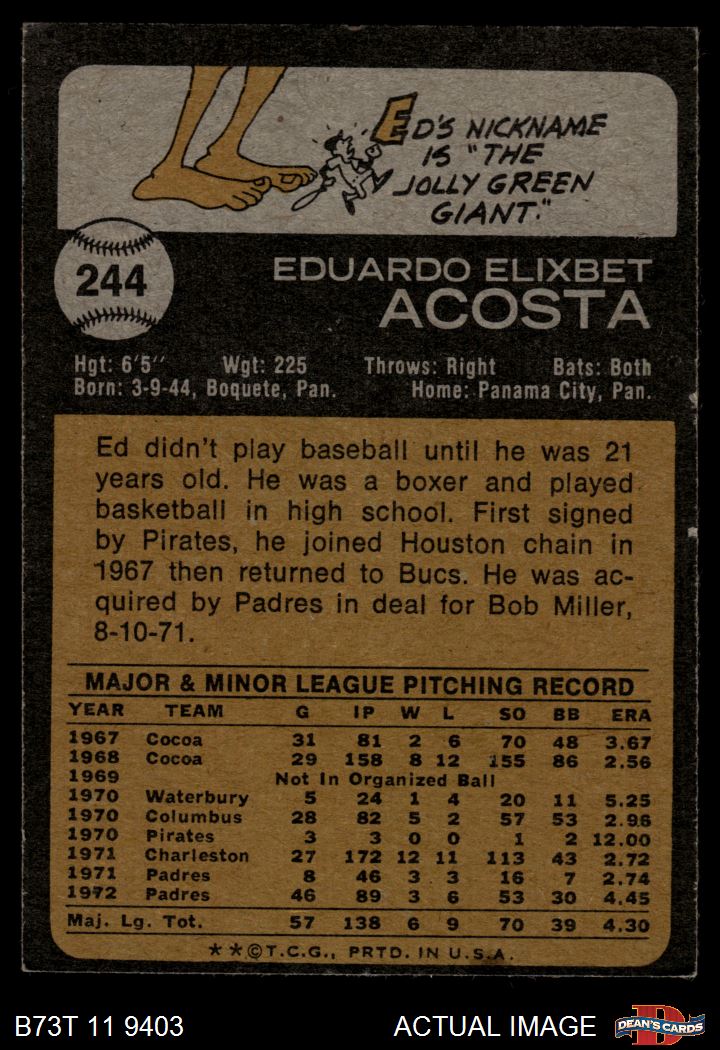 ED'S NICKNAME
IS "THE
JOLLY GREEN
GIANT."
244
EDUARDO ELIXBET
ACOSTA
Hgt: 6'5" Wgt: 225 Throws: Right Bats: Both
Born: 3-9-44, Boquete, Pan. Home: Panama City, Pan.
Ed didn't play baseball until he was 21
years old. He was a boxer and played
basketball in high school. First signed
by Pirates, he joined Houston chain in
1967 then returned to Bucs. He was ac-
quired by Padres in deal for Bob Miller,
8-10-71.
MAJOR & MINOR LEAGUE PITCHING RECORD
YEAR TEAM G IP W L SO BB ERA
1967 Cocoa 31 81 2 6 70 48 3.67
1968 Cocoa 29 158 8 12 155 86 2.56
1969 Not In Organized Ball
1970 Waterbury 5 24 1 4 20 11 5.25
1970 Columbus 28 82 5 2 57 53 2.96
1970 Pirates 3 3 0 0 1 2 12.00
1971 Charleston 27 172 12 11 113 43 2.72
1971 Padres 8 46 3 3 16 7 2.74
1972 Padres 46 89 3 6 53 30 4.45
Maj. Lg. Tot. 57 138 6 9 70 39 4.30
**©T.C.G., PRTD. IN U.S.A.
B73T 11 9403 ACTUAL IMAGE DEAN'S CARDS